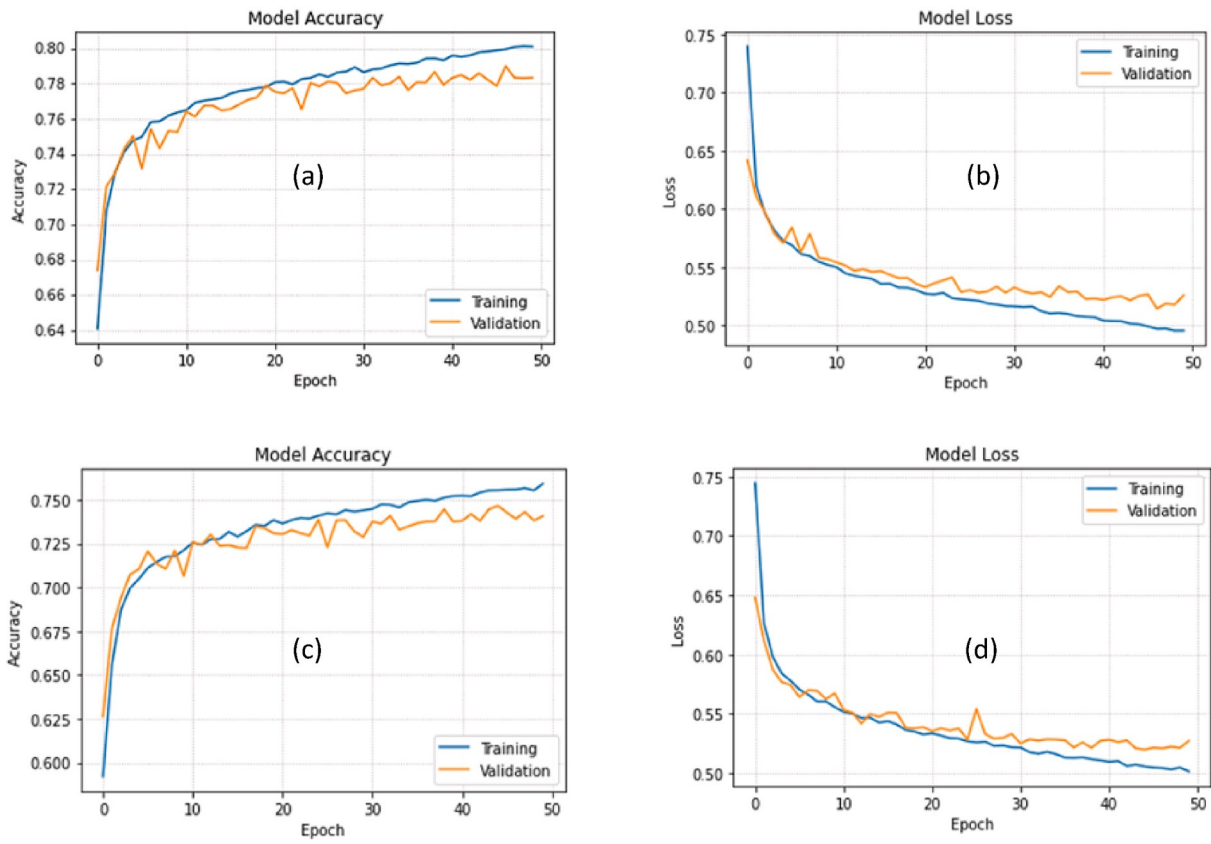 Model Accuracy
0.80
0.78
0.76
0.74
0.72
0.70
0.68
0.66
0.64
Accuracy
(a)
Training
Validation
0 10 20 30 40 50
Epoch
Model Loss
0.75
0.70
0.65
0.60
0.55
0.50
Loss
(b)
Training
Validation
0 10 20 30 40 50
Epoch
Model Accuracy
0.750
0.725
0.700
0.675
0.650
0.625
0.600
Accuracy
(c)
Training
Validation
0 10 20 30 40 50
Epoch
Model Loss
0.75
0.70
0.65
0.60
0.55
0.50
Loss
(d)
Training
Validation
0 10 20 30 40 50
Epoch